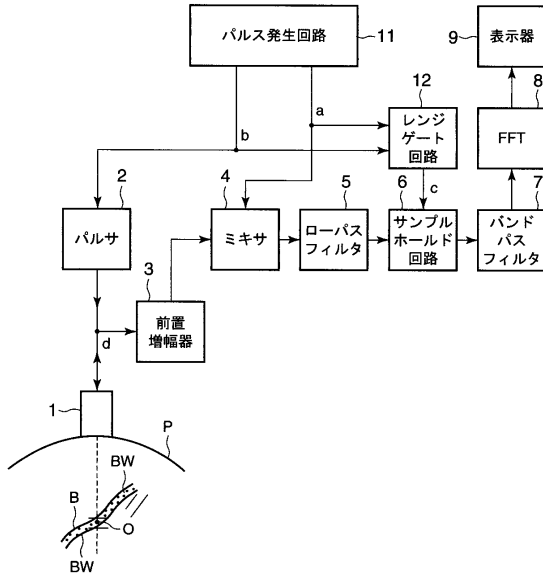 パルス発生回路
11
9
表示器
8
a
12
b
レンジ
ゲート
回路
FFT
2
4
5
6
c
7
パルサ
ミキサ
ローパス
フィルタ
サンプル
ホールド
回路
バンド
パス
フィルタ
3
前置
増幅器
d
1
P
BW
B
O
BW